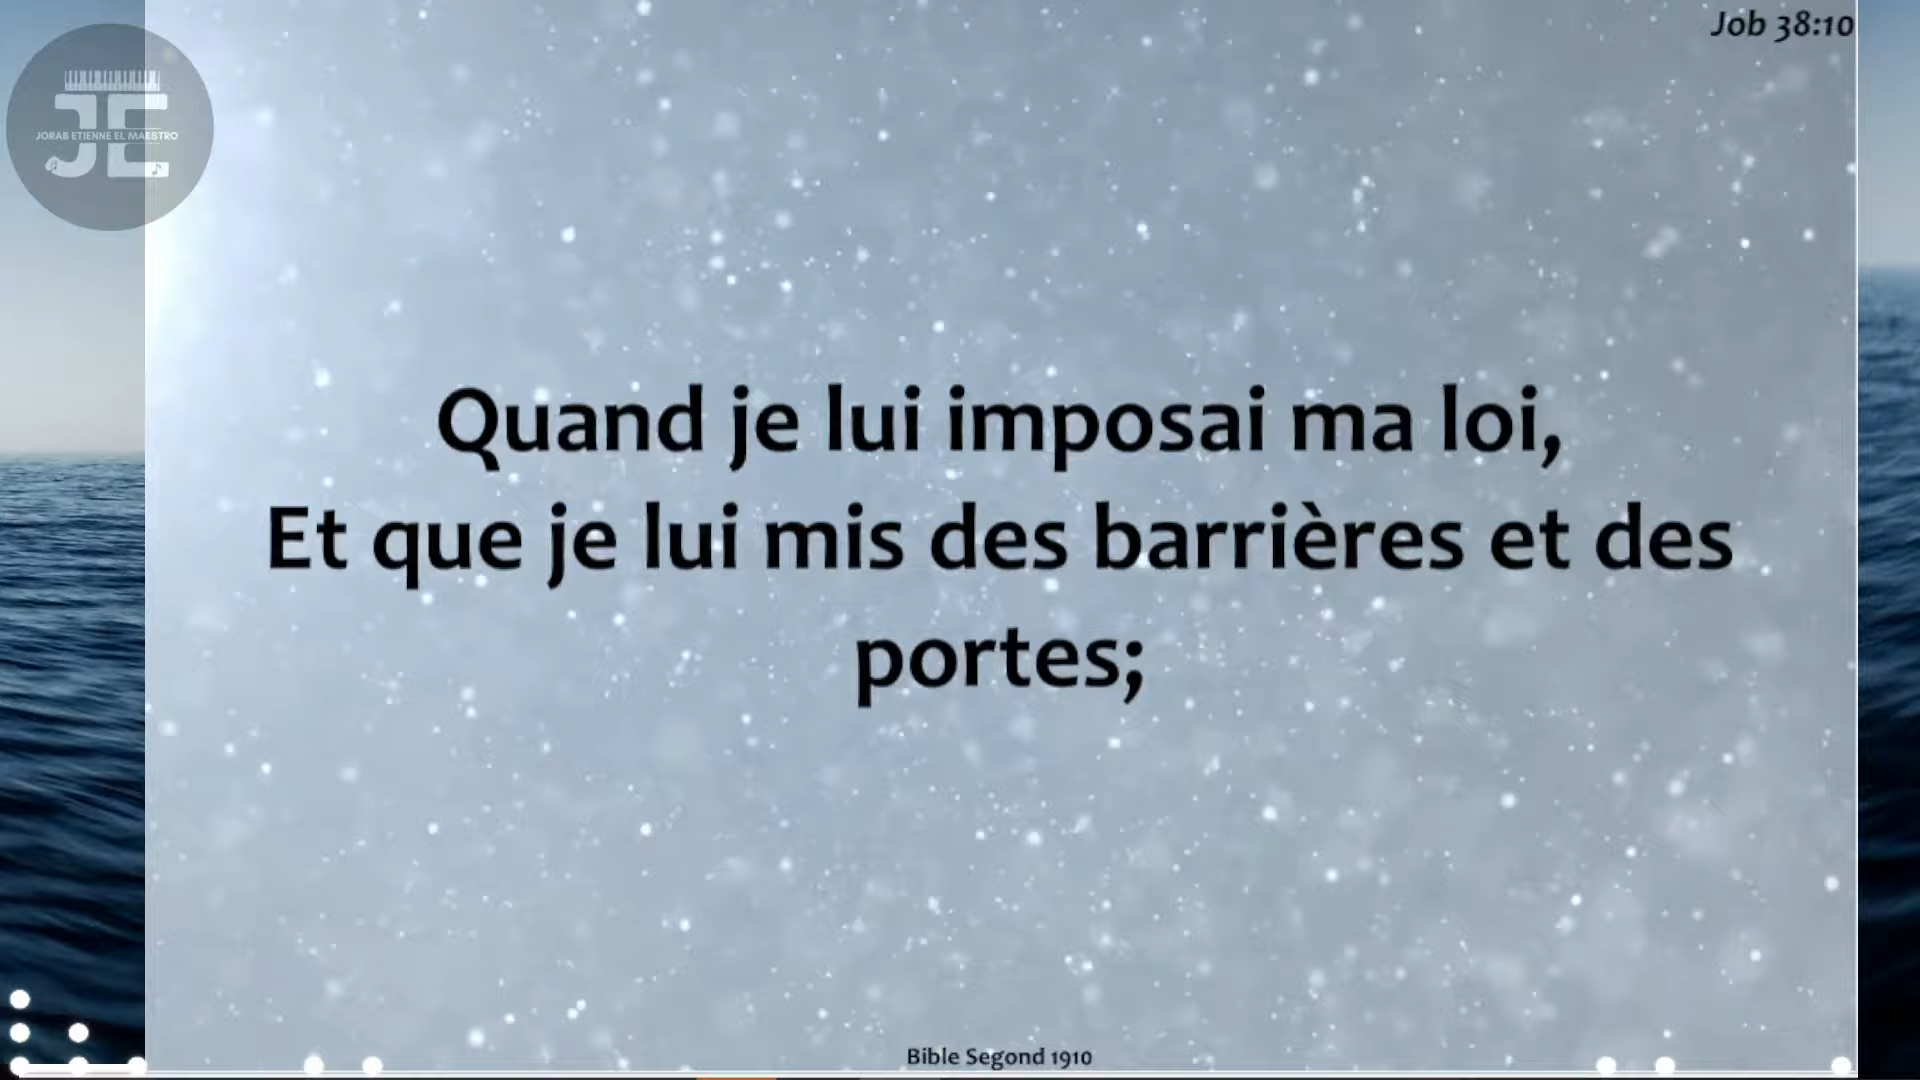 Job 38:10
JE
JORAB ETIENNE EL MAESTRO
Quand je lui imposai ma loi,
Et que je lui mis des barrières et des
portes;
Bible Segond 1910